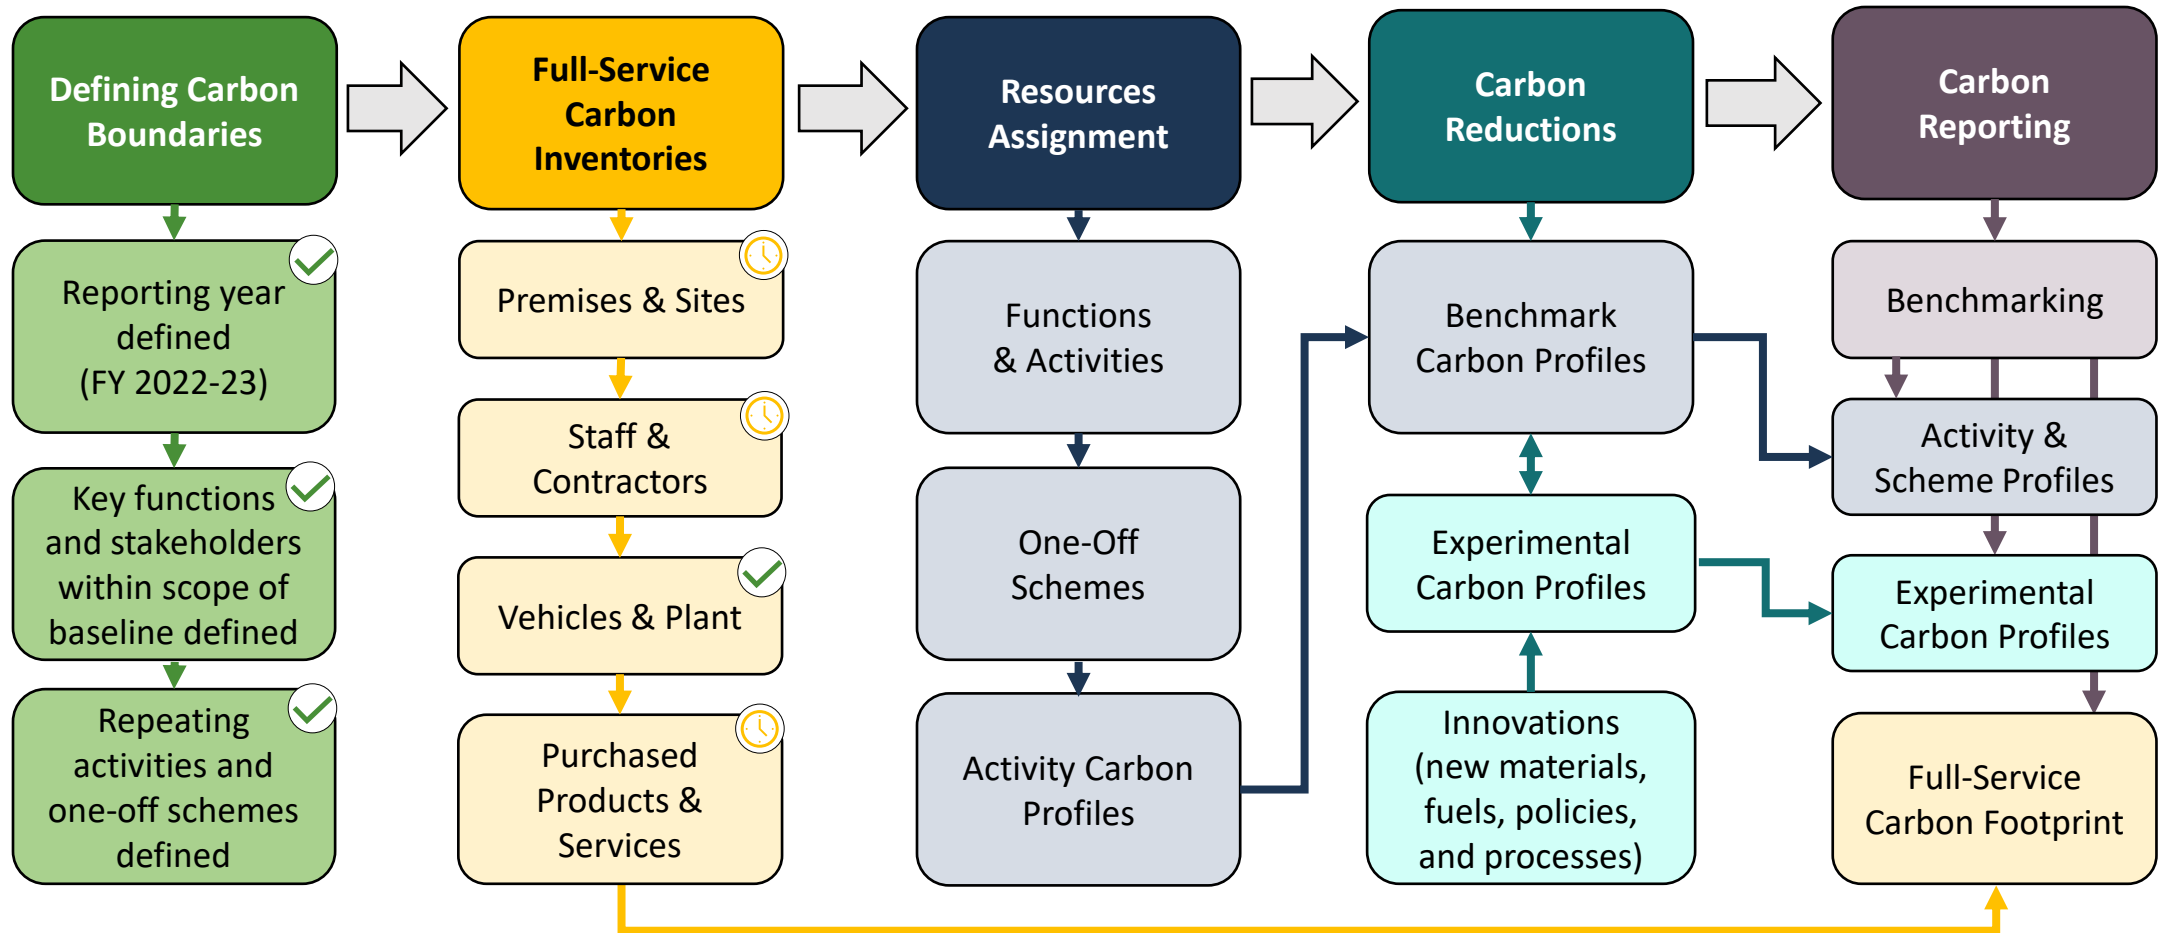 Defining Carbon
Boundaries
Reporting year
defined
(FY 2022-23)
Key functions
and stakeholders
within scope of
baseline defined
Repeating
activities and
one-off schemes
defined
Full-Service
Carbon
Inventories
Premises & Sites
Staff &
Contractors
Vehicles & Plant
Purchased
Products &
Services
Resources
Assignment
Functions
& Activities
One-Off
Schemes
Activity Carbon
Profiles
Carbon
Reductions
Benchmark
Carbon Profiles
Experimental
Carbon Profiles
Innovations
(new materials,
fuels, policies,
and processes)
Carbon
Reporting
Benchmarking
Activity &
Scheme Profiles
Experimental
Carbon Profiles
Full-Service
Carbon Footprint